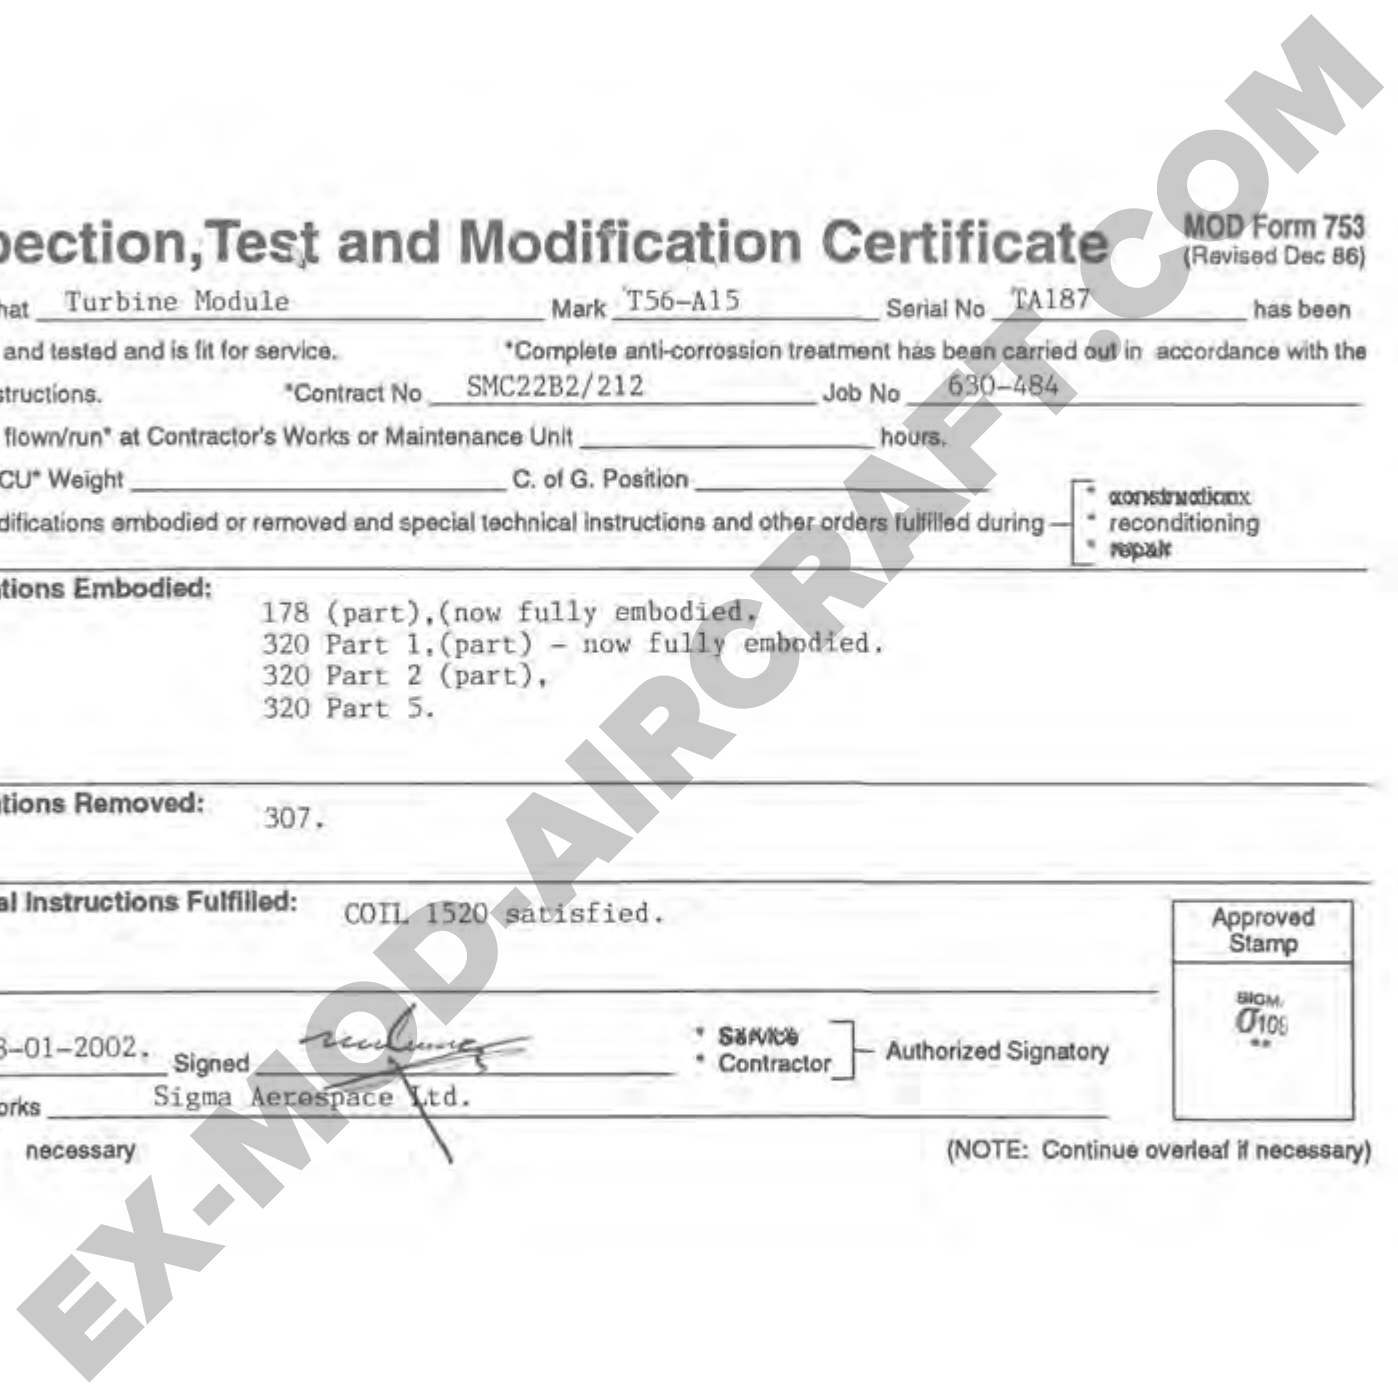 pection,Test and Modification Certificate
MOD Form 753
(Revised Dec 86)
hat Turbine Module Mark T56-A15 Serial No TA187 has been
and tested and is fit for service. *Complete anti-corrossion treatment has been carried out in accordance with the
structions. *Contract No SMC22B2/212 Job No 630-484
flown/run* at Contractor's Works or Maintenance Unit hours.
CU* Weight C. of G. Position
difications embodied or removed and special technical instructions and other orders fulfilled during
* construction
* reconditioning
* repair
tions Embodied:
178 (part),(now fully embodied.
320 Part 1,(part) - now fully embodied.
320 Part 2 (part),
320 Part 5.
tions Removed:
307.
al Instructions Fulfilled: COIL 1520 satisfied.
Approved
Stamp
SIGM.
σ108
**
8-01-2002. Signed
* Service
* Contractor
Authorized Signatory
orks Sigma Aerospace Ltd.
necessary
(NOTE: Continue overleaf if necessary)
EX-MOD-AIRCRAFT.COM